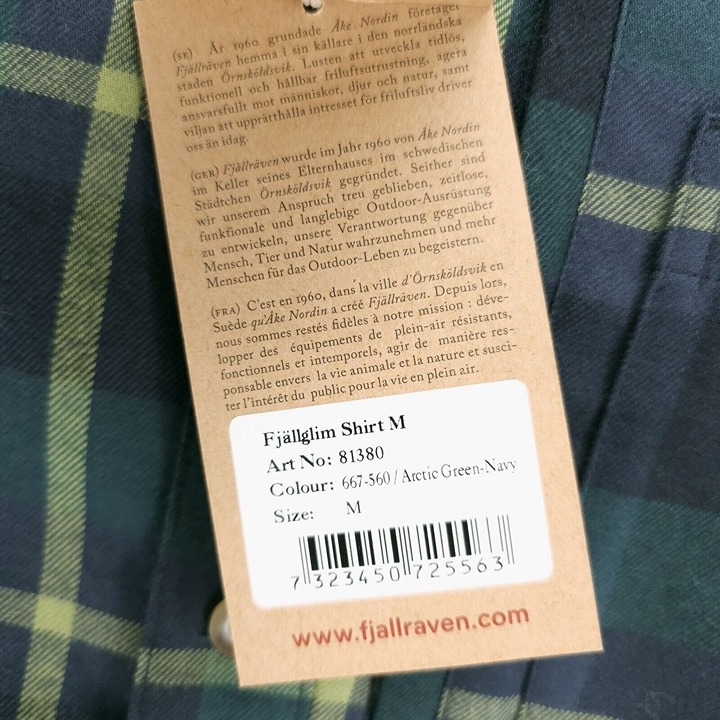 (SE) År 1960 grundade Åke Nordin företaget
Fjällräven hemma i sin källare i den norrländska
staden Örnsköldsvik. Lusten att utveckla tidlös,
funktionell och hållbar friluftsutrustning, agera
ansvarsfullt mot människor, djur och natur, samt
viljan att upprätthålla intresset för friluftsliv driver
oss än idag.
(GER) Fjällräven wurde im Jahr 1960 von Åke Nordin
im Keller seines Elternhauses im schwedischen
Städtchen Örnsköldsvik gegründet. Seither sind
wir unserem Anspruch treu geblieben, zeitlose,
funktionale und langlebige Outdoor-Ausrüstung
zu entwickeln, unsere Verantwortung gegenüber
Mensch, Tier und Natur wahrzunehmen und mehr
Menschen für das Outdoor-Leben zu begeistern.
(FRA) C'est en 1960, dans la ville d'Örnsköldsvik en
Suède qu'Åke Nordin a créé Fjällräven. Depuis lors,
nous sommes restés fidèles à notre mission : déve-
lopper des équipements de plein-air résistants,
fonctionnels et intemporels, agir de manière res-
ponsable envers la vie animale et la nature et susci-
ter l'intérêt du public pour la vie en plein air.
Fjällglim Shirt M
Art No: 81380
Colour: 667-560 / Arctic Green-Navy
Size: M
7 323450 725563
www.fjallraven.com